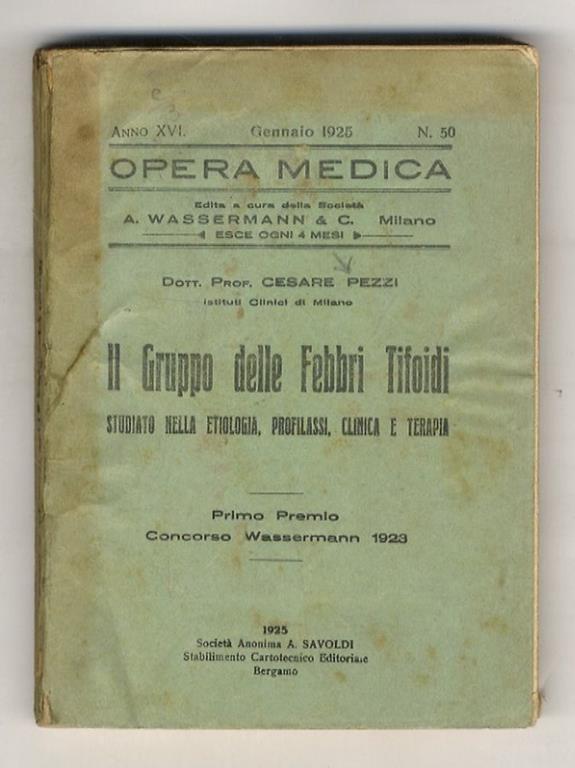 ANNO XVI. Gennaio 1925 N. 50
OPERA MEDICA
Edita a cura della Società
A. WASSERMANN & C. Milano
ESCE OGNI 4 MESI
DOTT. PROF. CESARE PEZZI
Istituti Clinici di Milano
Il Gruppo delle Febbri Tifoidi
STUDIATO NELLA ETIOLOGIA, PROFILASSI, CLINICA E TERAPIA
Primo Premio
Concorso Wassermann 1923
1925
Società Anonima A. SAVOLDI
Stabilimento Cartotecnico Editoriale
Bergamo